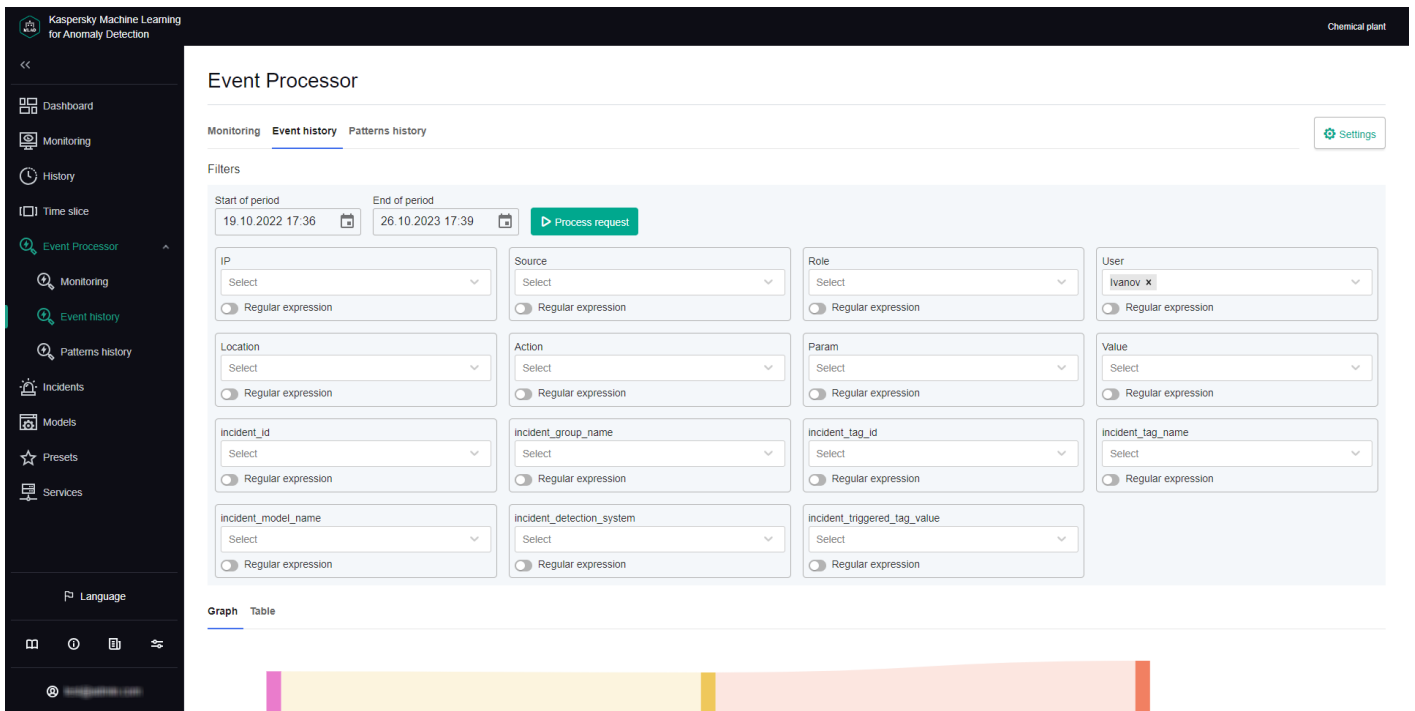 Kaspersky Machine Learning
for Anomaly Detection
Chemical plant
MLAD
Dashboard
Monitoring
History
Time slice
Event Processor
Monitoring
Event history
Patterns history
Incidents
Models
Presets
Services
Language
Event Processor
Monitoring Event history Patterns history
Settings
Filters
Start of period End of period
19.10.2022 17:36 26.10.2023 17:39 Process request
IP Source Role User
Select Select Select Ivanov ×
Regular expression Regular expression Regular expression Regular expression
Location Action Param Value
Select Select Select Select
Regular expression Regular expression Regular expression Regular expression
incident_id incident_group_name incident_tag_id incident_tag_name
Select Select Select Select
Regular expression Regular expression Regular expression Regular expression
incident_model_name incident_detection_system incident_triggered_tag_value
Select Select Select
Regular expression Regular expression Regular expression
Graph Table